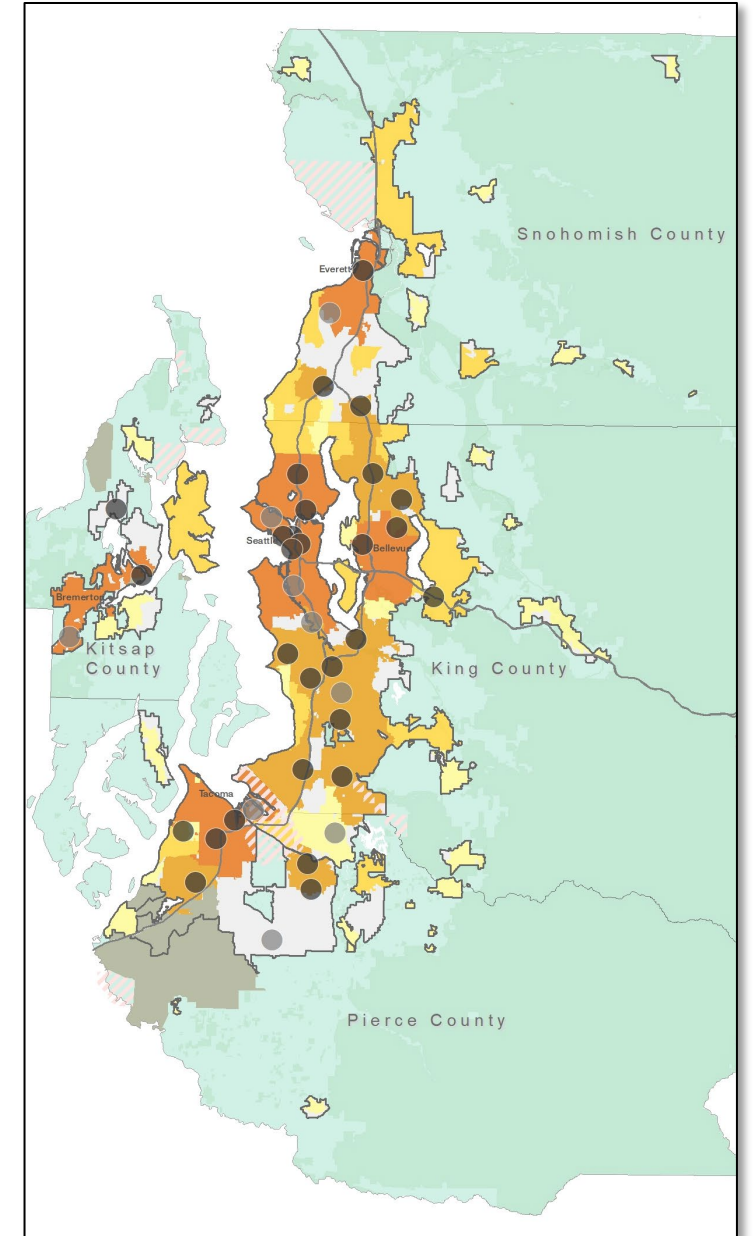 Snohomish County
Everett
Seattle
Bellevue
Bremerton
Kitsap
County
King County
Tacoma
Pierce County